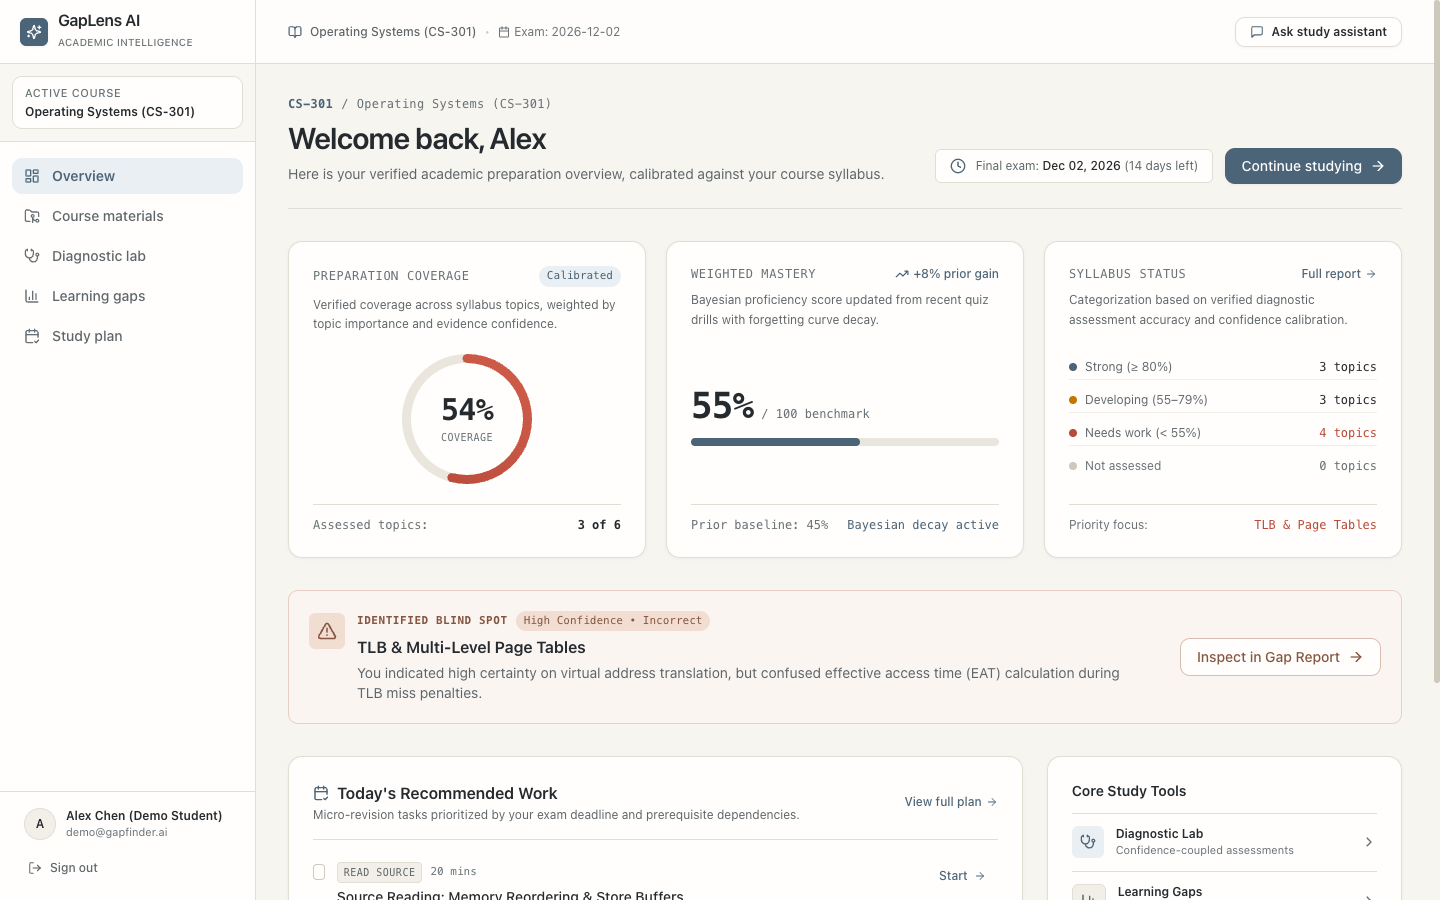 GapLens AI
ACADEMIC INTELLIGENCE
ACTIVE COURSE
Operating Systems (CS-301)
Overview
Course materials
Diagnostic lab
Learning gaps
Study plan
A
Alex Chen (Demo Student)
demo@gapfinder.ai
Sign out
Operating Systems (CS-301) • Exam: 2026-12-02
Ask study assistant
CS-301 / Operating Systems (CS-301)
Welcome back, Alex
Here is your verified academic preparation overview, calibrated against your course syllabus.
Final exam: Dec 02, 2026 (14 days left)
Continue studying →
PREPARATION COVERAGE
Calibrated
Verified coverage across syllabus topics, weighted by
topic importance and evidence confidence.
54%
COVERAGE
Assessed topics: 3 of 6
WEIGHTED MASTERY
+8% prior gain
Bayesian proficiency score updated from recent quiz
drills with forgetting curve decay.
55% / 100 benchmark
Prior baseline: 45% Bayesian decay active
SYLLABUS STATUS
Full report →
Categorization based on verified diagnostic
assessment accuracy and confidence calibration.
Strong (≥ 80%) 3 topics
Developing (55–79%) 3 topics
Needs work (< 55%) 4 topics
Not assessed 0 topics
Priority focus: TLB & Page Tables
IDENTIFIED BLIND SPOT High Confidence • Incorrect
TLB & Multi-Level Page Tables
You indicated high certainty on virtual address translation, but confused effective access time (EAT) calculation during
TLB miss penalties.
Inspect in Gap Report →
Today's Recommended Work
Micro-revision tasks prioritized by your exam deadline and prerequisite dependencies.
View full plan →
READ SOURCE 20 mins
Source Reading: Memory Reordering & Store Buffers
Start →
Core Study Tools
Diagnostic Lab
Confidence-coupled assessments
Learning Gaps